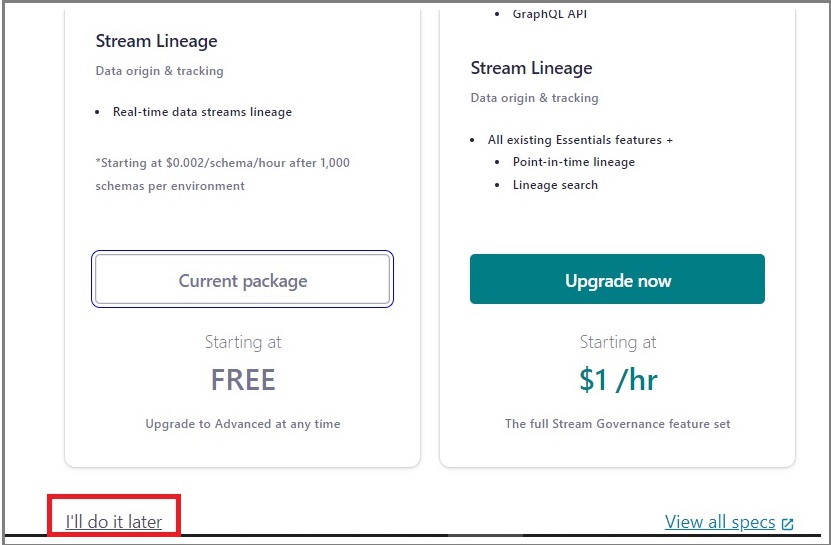 Stream Lineage
Data origin & tracking
• Real-time data streams lineage
*Starting at $0.002/schema/hour after 1,000
schemas per environment
Current package
Starting at
FREE
Upgrade to Advanced at any time
• GraphQL API
Stream Lineage
Data origin & tracking
• All existing Essentials features +
• Point-in-time lineage
• Lineage search
Upgrade now
Starting at
$1 /hr
The full Stream Governance feature set
I'll do it later
View all specs